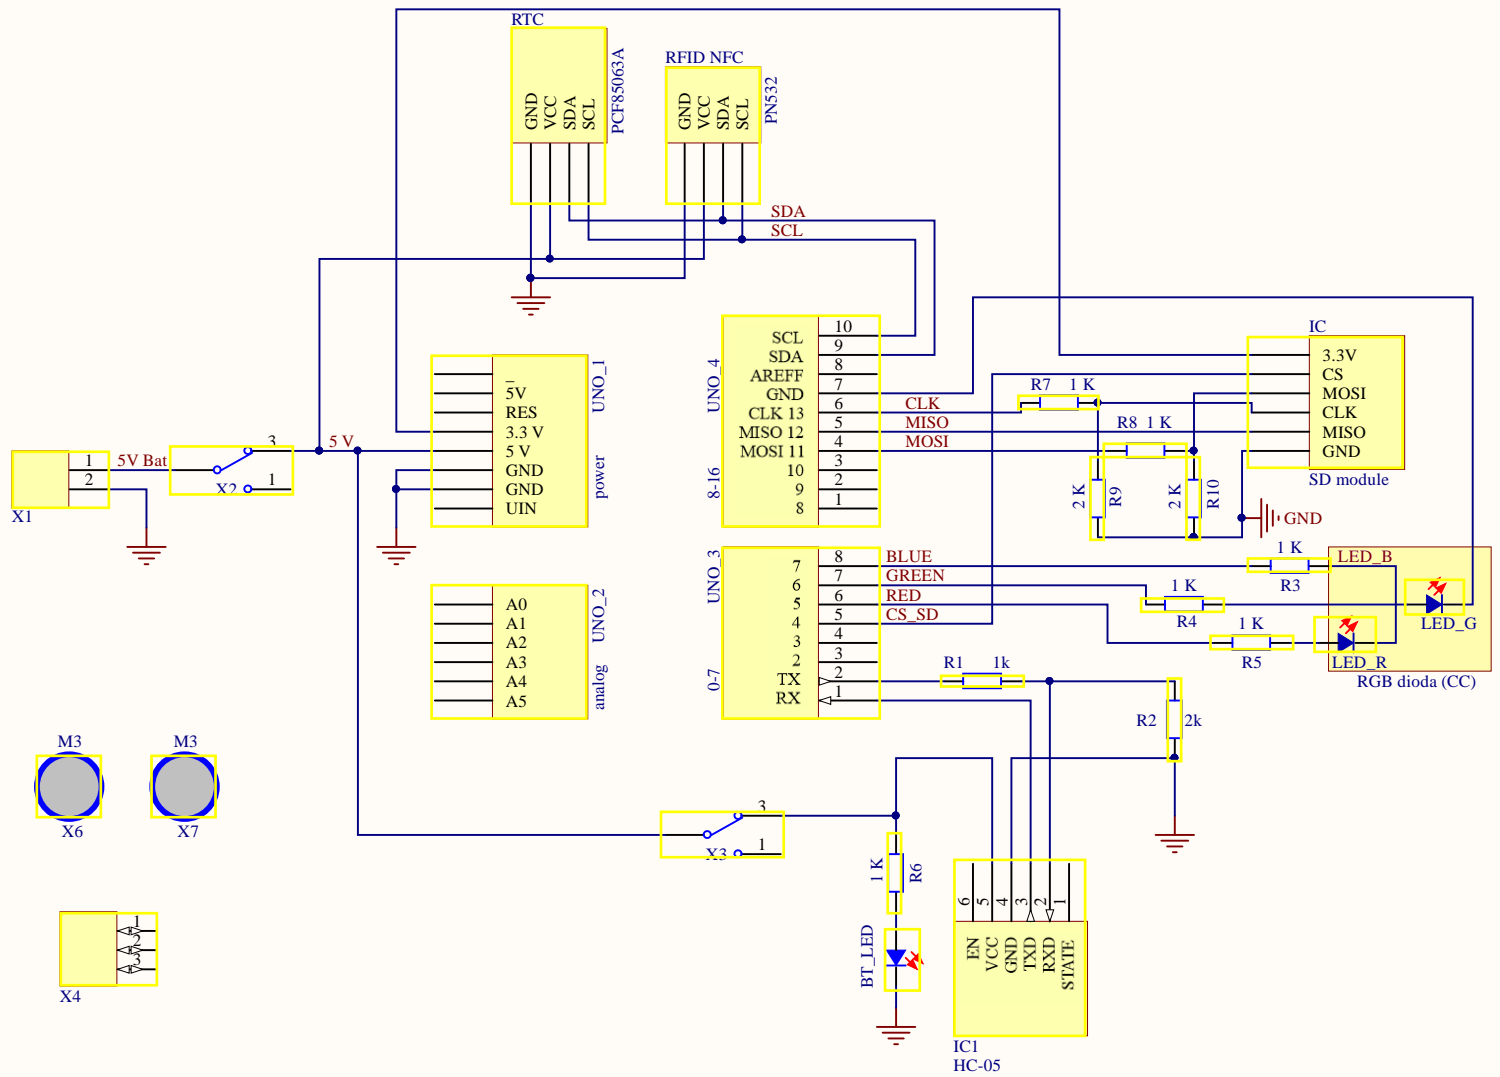 RTC
PCF85063A
GND
VCC
SDA
SCL
RFID NFC
PN532
GND
VCC
SDA
SCL
SDA
SCL
UNO_1
power
_
5V
RES
3.3 V
5 V
GND
GND
UIN
UNO_4
8-16
SCL 10
SDA 9
AREFF 8
GND 7
CLK 13 6
MISO 12 5
MOSI 11 4
10 3
9 2
8 1
CLK
MISO
MOSI
R7 1 K
R8 1 K
2 K R9
2 K R10
IC
3.3V
CS
MOSI
CLK
MISO
GND
SD module
GND
X1
1
2
5V Bat
X2
3
1
5 V
UNO_2
analog
A0
A1
A2
A3
A4
A5
UNO_3
0-7
7 8
6 7
5 6
4 5
3 4
2 3
TX 2
RX 1
BLUE
GREEN
RED
CS_SD
1 K
R3
1 K
R4
1 K
R5
LED_B
LED_G
LED_R
RGB dioda (CC)
R1 1k
R2 2k
M3
X6
M3
X7
X3
3
1
1 K R6
BT_LED
6
5
4
3
2
1
EN
VCC
GND
TXD
RXD
STATE
IC1
HC-05
1
2
3
X4